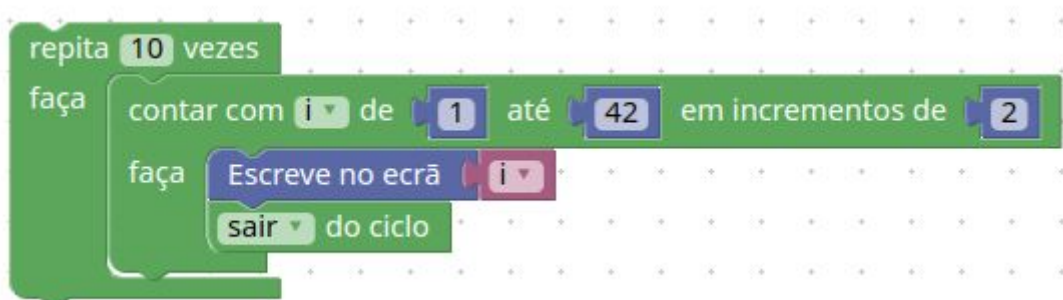 repita 10 vezes
faça contar com i de 1 até 42 em incrementos de 2
faça Escreve no ecrã i
sair do ciclo